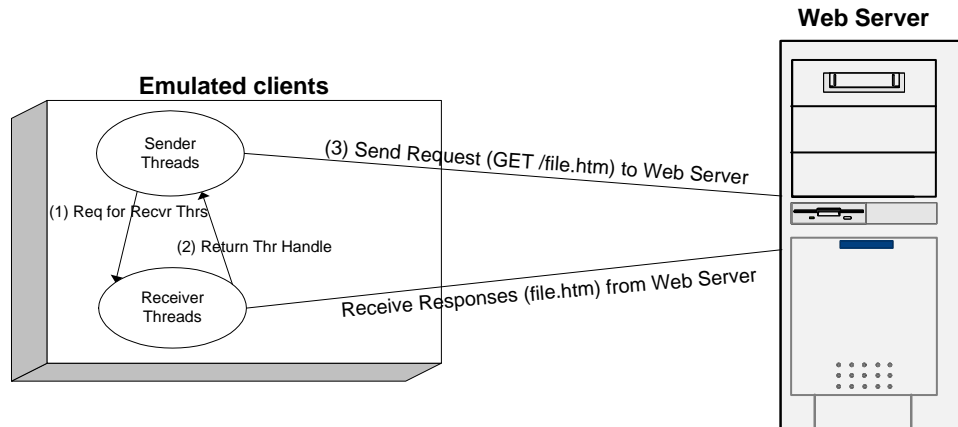 Web Server
Emulated clients
Sender
Threads
(3) Send Request (GET /file.htm) to Web Server
(1) Req for Recvr Thrs
(2) Return Thr Handle
Receiver
Threads
Receive Responses (file.htm) from Web Server